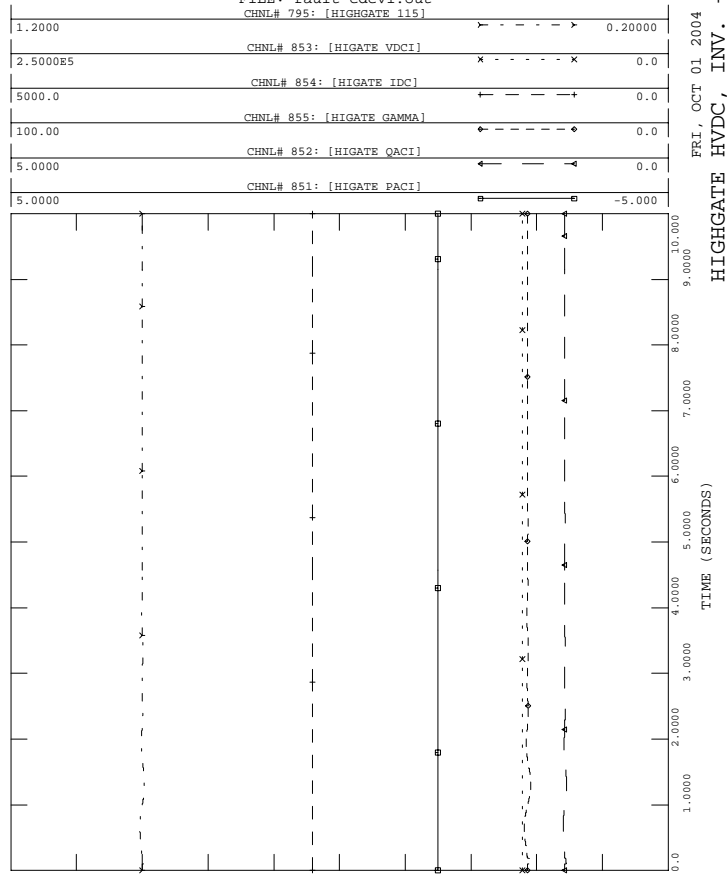 FILE: fault-cdcv1.out
CHNL# 795: [HIGHGATE 115]
1.2000 0.20000
CHNL# 853: [HIGATE VDCI]
2.5000E5 0.0
CHNL# 854: [HIGATE IDC]
5000.0 0.0
CHNL# 855: [HIGATE GAMMA]
100.00 0.0
CHNL# 852: [HIGATE QACI]
5.0000 0.0
CHNL# 851: [HIGATE PACI]
5.0000 -5.000
FRI, OCT 01 2004
HIGHGATE HVDC, INV.
10.000
9.0000
8.0000
7.0000
6.0000
5.0000
4.0000
3.0000
2.0000
1.0000
0.0
TIME (SECONDS)